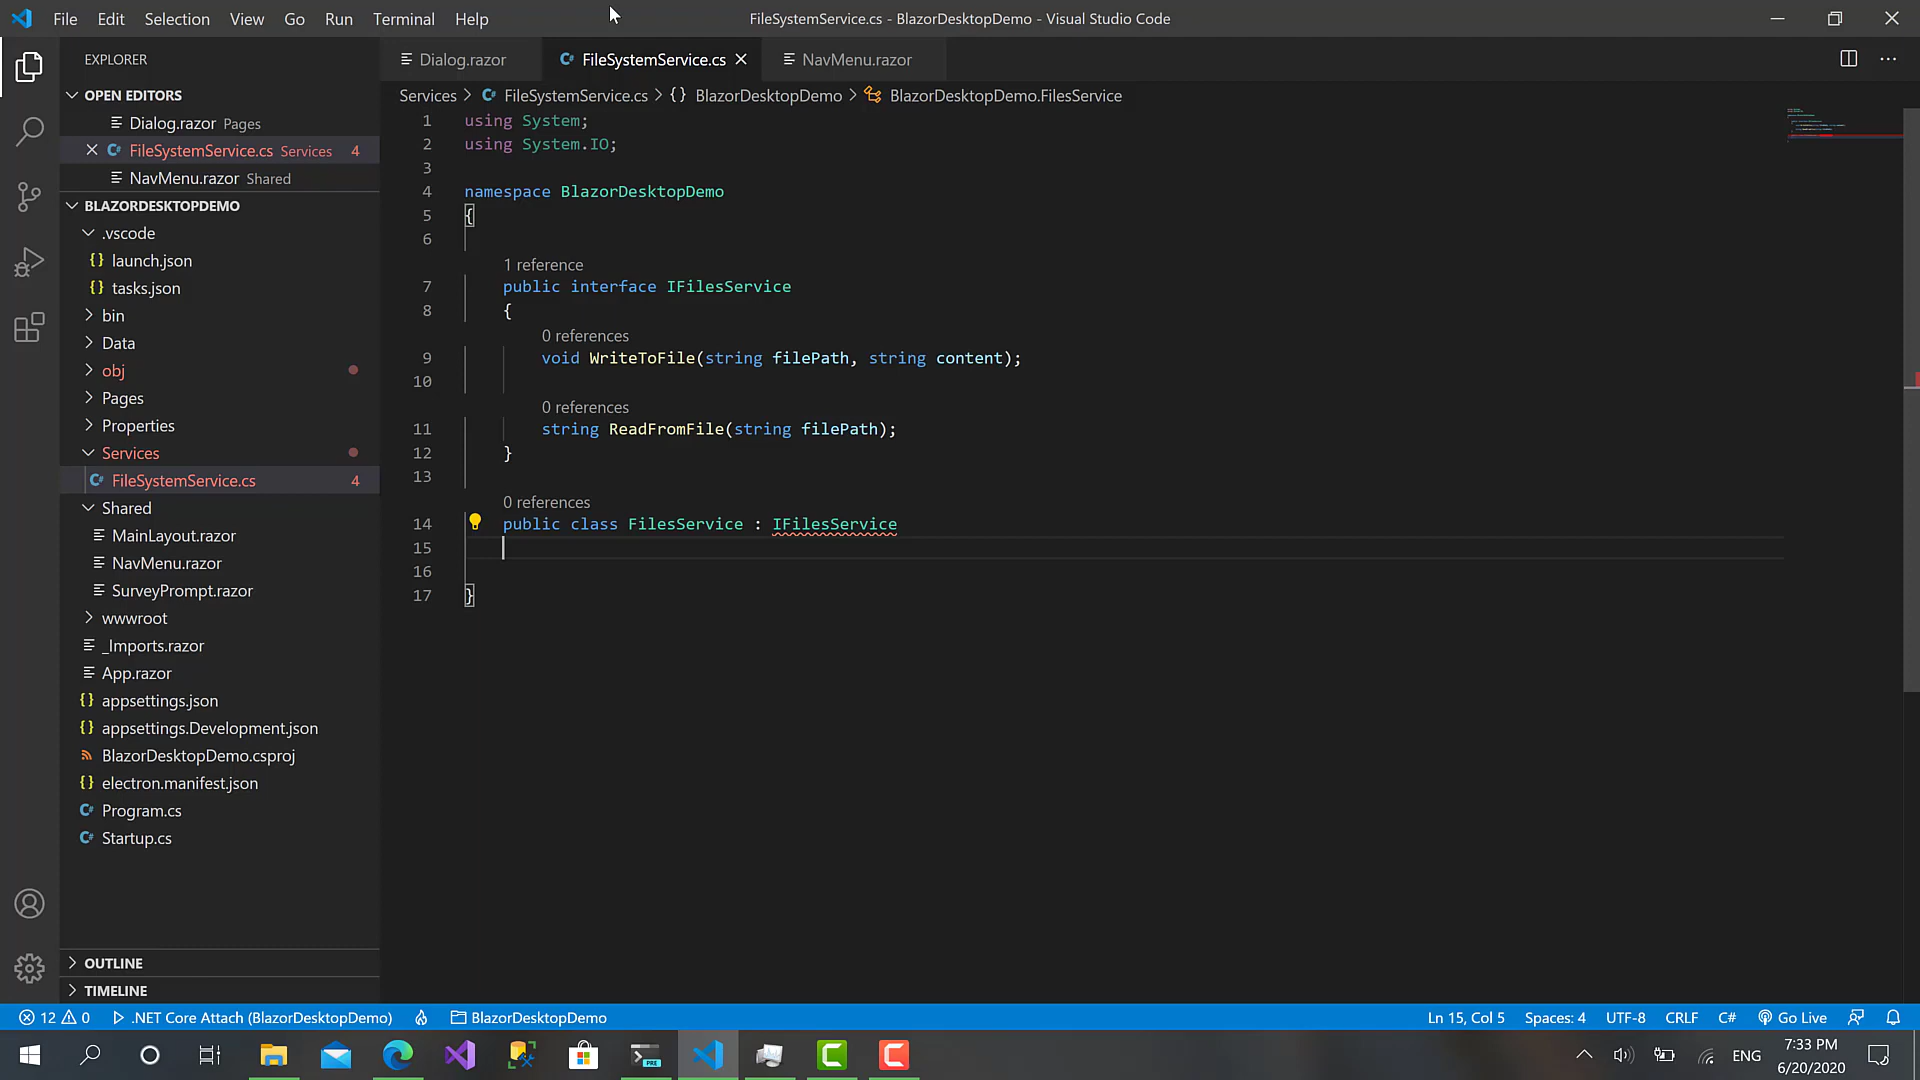 File Edit Selection View Go Run Terminal Help
FileSystemService.cs - BlazorDesktopDemo - Visual Studio Code
EXPLORER
OPEN EDITORS
Dialog.razor Pages
FileSystemService.cs Services 4
NavMenu.razor Shared
BLAZORDESKTOPDEMO
.vscode
{} launch.json
{} tasks.json
bin
Data
obj
Pages
Properties
Services
FileSystemService.cs 4
Shared
MainLayout.razor
NavMenu.razor
SurveyPrompt.razor
wwwroot
_Imports.razor
App.razor
{} appsettings.json
{} appsettings.Development.json
BlazorDesktopDemo.csproj
{} electron.manifest.json
Program.cs
Startup.cs
OUTLINE
TIMELINE
Dialog.razor FileSystemService.cs NavMenu.razor
Services > FileSystemService.cs > {} BlazorDesktopDemo > BlazorDesktopDemo.FilesService
1 using System;
2 using System.IO;
3
4 namespace BlazorDesktopDemo
5 {
6
1 reference
7 public interface IFilesService
8 {
0 references
9 void WriteToFile(string filePath, string content);
10
0 references
11 string ReadFromFile(string filePath);
12 }
13
0 references
14 public class FilesService : IFilesService
15
16
17 }
12 0 .NET Core Attach (BlazorDesktopDemo) BlazorDesktopDemo
Ln 15, Col 5 Spaces: 4 UTF-8 CRLF C# Go Live
PRE
ENG
7:33 PM
6/20/2020